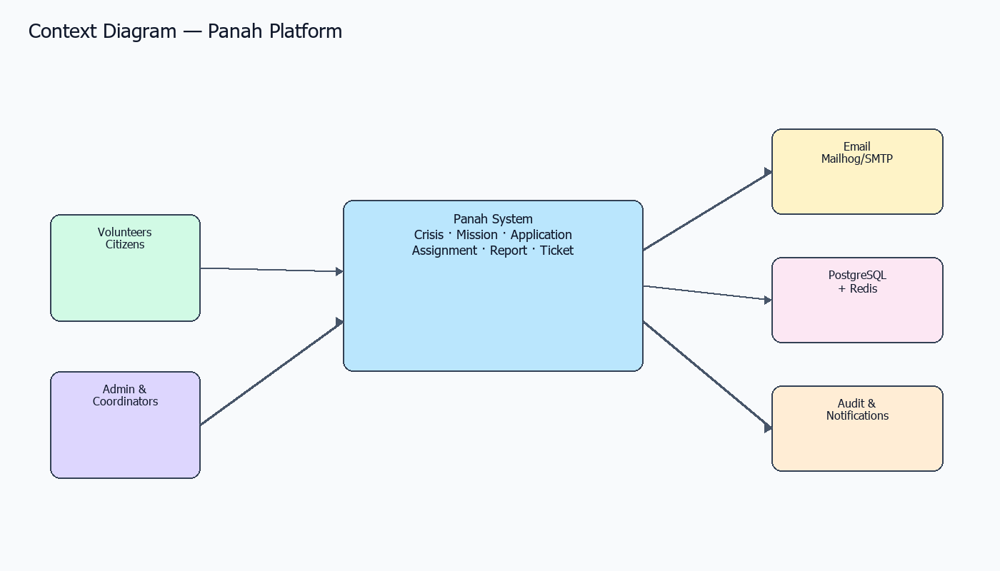 Context Diagram — Panah Platform
Volunteers
Citizens
Admin &
Coordinators
Panah System
Crisis · Mission · Application
Assignment · Report · Ticket
Email
Mailhog/SMTP
PostgreSQL
+ Redis
Audit &
Notifications